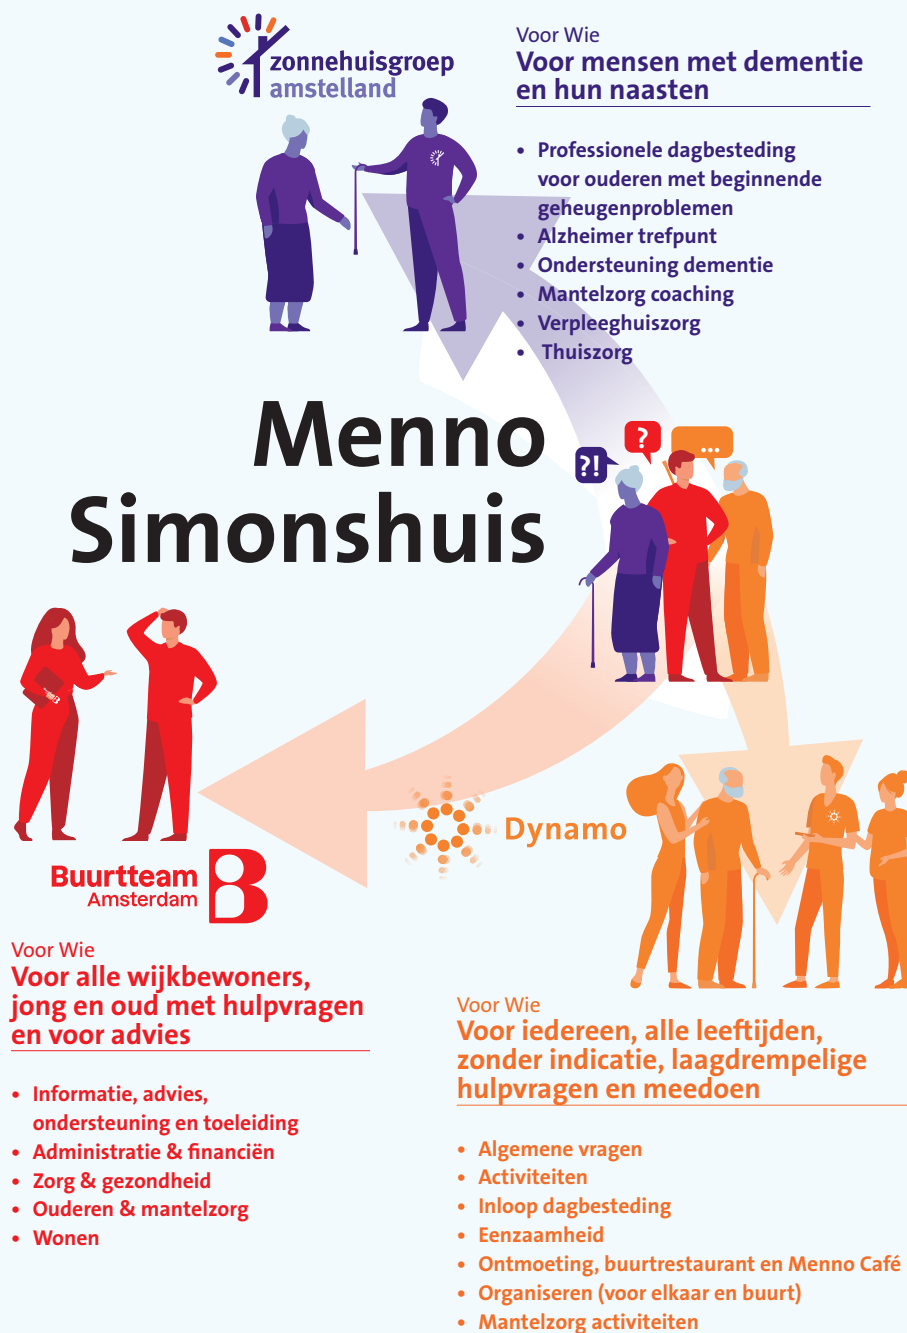 zonnehuisgroep
amstelland
Voor Wie
Voor mensen met dementie
en hun naasten
• Professionele dagbesteding
voor ouderen met beginnende
geheugenproblemen
• Alzheimer trefpunt
• Ondersteuning dementie
• Mantelzorg coaching
• Verpleeghuiszorg
• Thuiszorg
Menno
Simonshuis
?!
?
...
Dynamo
Buurtteam
Amsterdam
B
Voor Wie
Voor alle wijkbewoners,
jong en oud met hulpvragen
en voor advies
• Informatie, advies,
ondersteuning en toeleiding
• Administratie & financiën
• Zorg & gezondheid
• Ouderen & mantelzorg
• Wonen
Voor Wie
Voor iedereen, alle leeftijden,
zonder indicatie, laagdrempelige
hulpvragen en meedoen
• Algemene vragen
• Activiteiten
• Inloop dagbesteding
• Eenzaamheid
• Ontmoeting, buurtrestaurant en Menno Café
• Organiseren (voor elkaar en buurt)
• Mantelzorg activiteiten